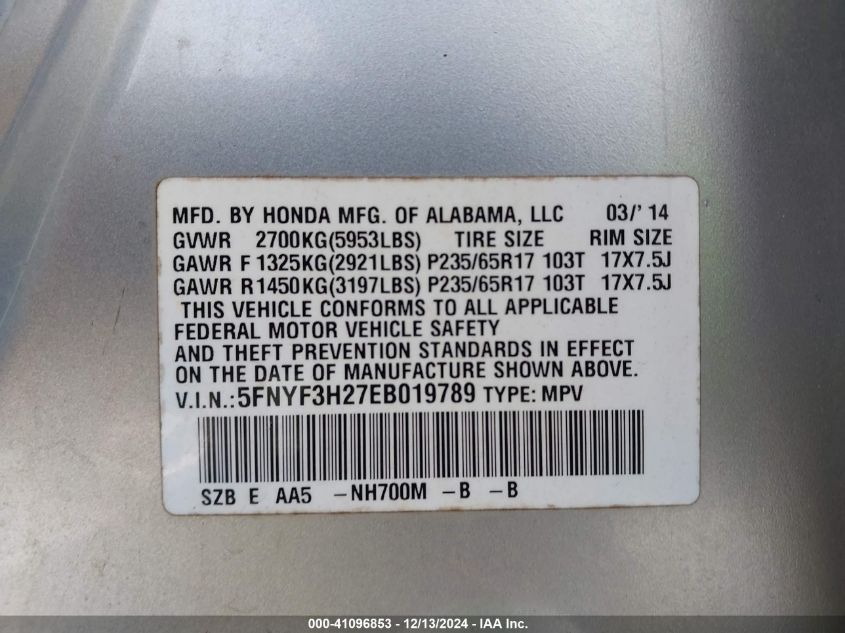 MFD. BY HONDA MFG. OF ALABAMA, LLC 03/' 14
GVWR 2700KG(5953LBS) TIRE SIZE RIM SIZE
GAWR F 1325KG(2921LBS) P235/65R17 103T 17X7.5J
GAWR R1450KG(3197LBS) P235/65R17 103T 17X7.5J
THIS VEHICLE CONFORMS TO ALL APPLICABLE
FEDERAL MOTOR VEHICLE SAFETY
AND THEFT PREVENTION STANDARDS IN EFFECT
ON THE DATE OF MANUFACTURE SHOWN ABOVE.
V.I.N.:5FNYF3H27EB019789 TYPE: MPV
SZB E AA5 -NH700M -B -B
000-41096853 - 12/13/2024 - IAA Inc.